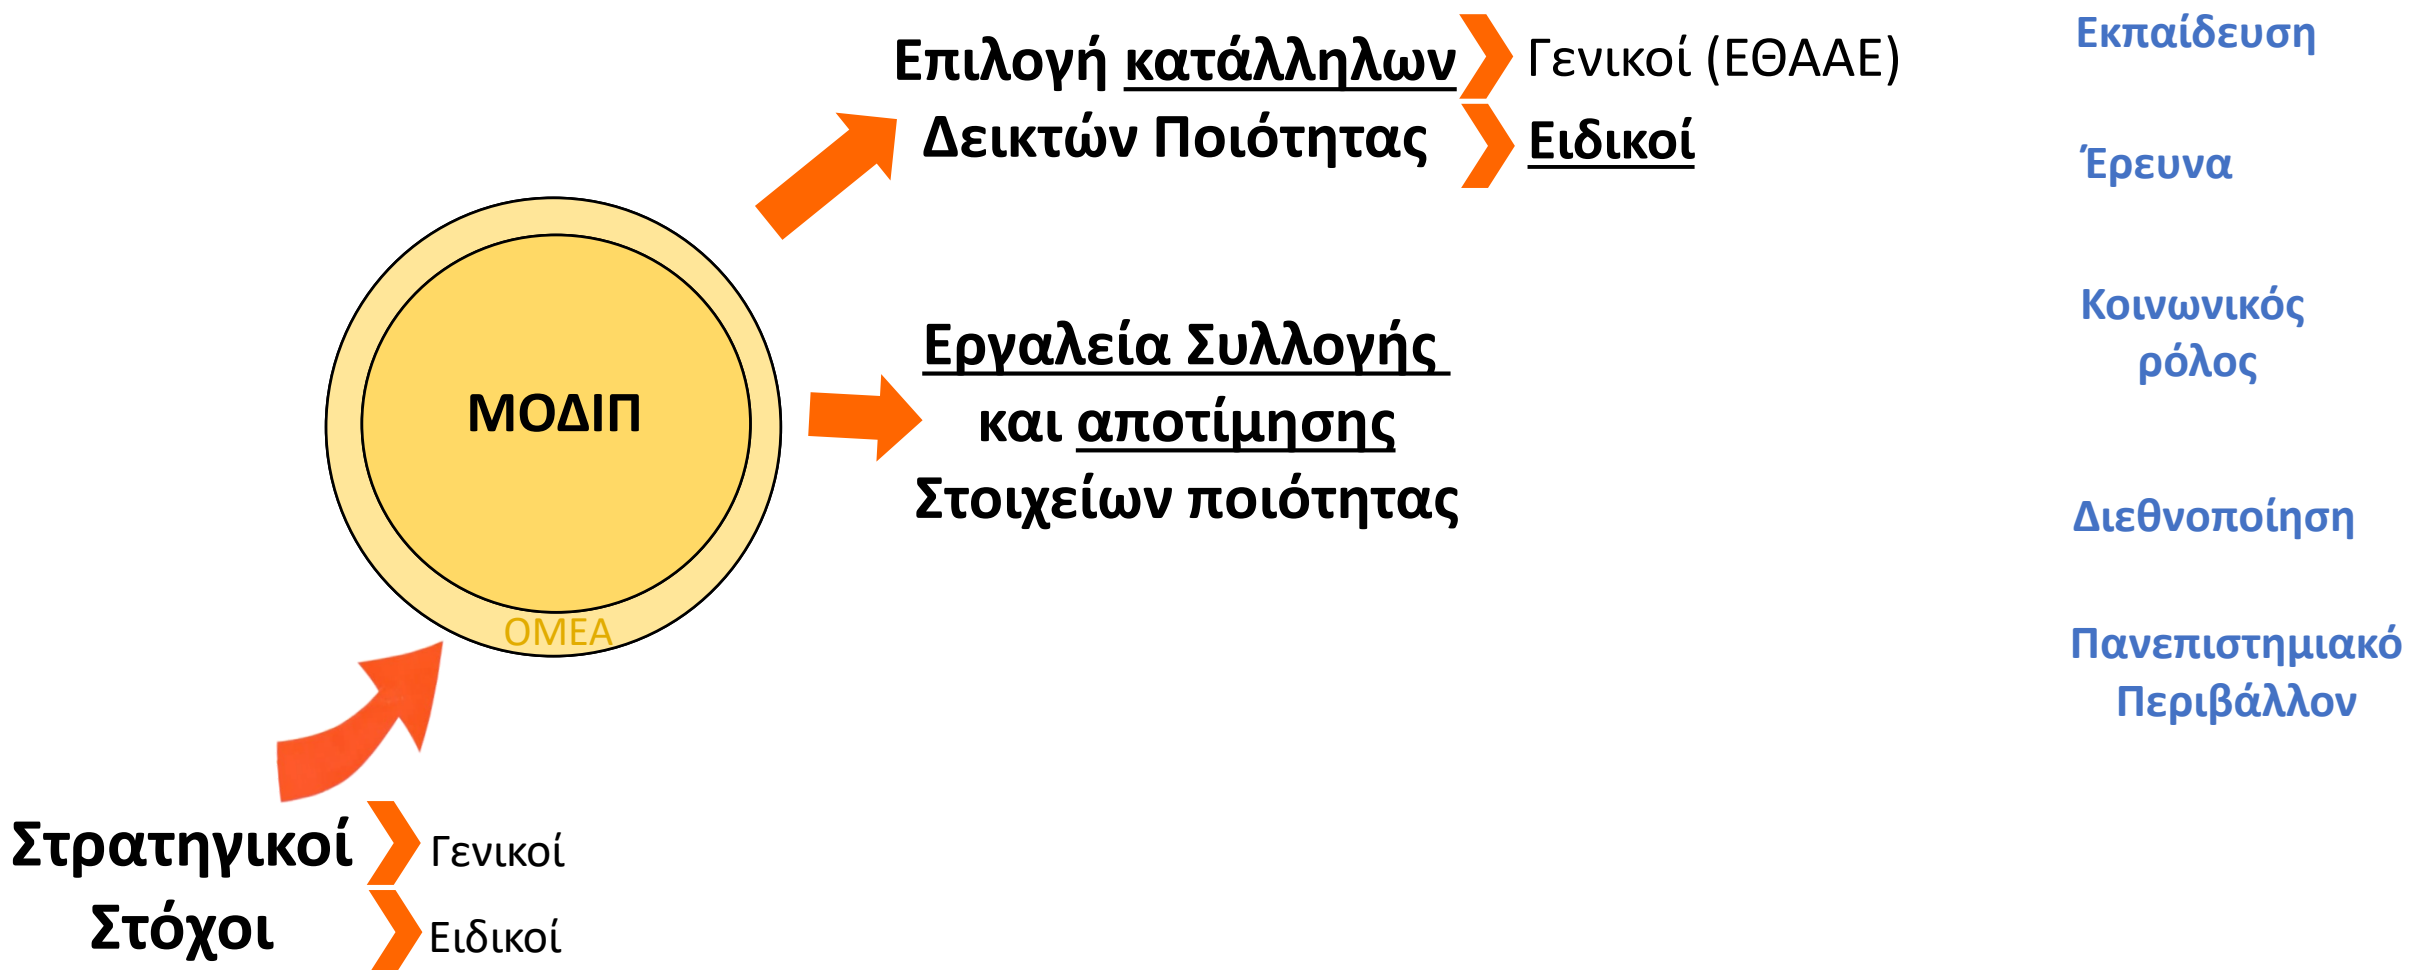 Επιλογή κατάλληλων
Δεικτών Ποιότητας
Γενικοί (ΕΘΑΑΕ)
Ειδικοί
Εργαλεία Συλλογής
και αποτίμησης
Στοιχείων ποιότητας
ΜΟΔΙΠ
ΟΜΕΑ
Στρατηγικοί
Στόχοι
Γενικοί
Ειδικοί
Εκπαίδευση
Έρευνα
Κοινωνικός
ρόλος
Διεθνοποίηση
Πανεπιστημιακό
Περιβάλλον